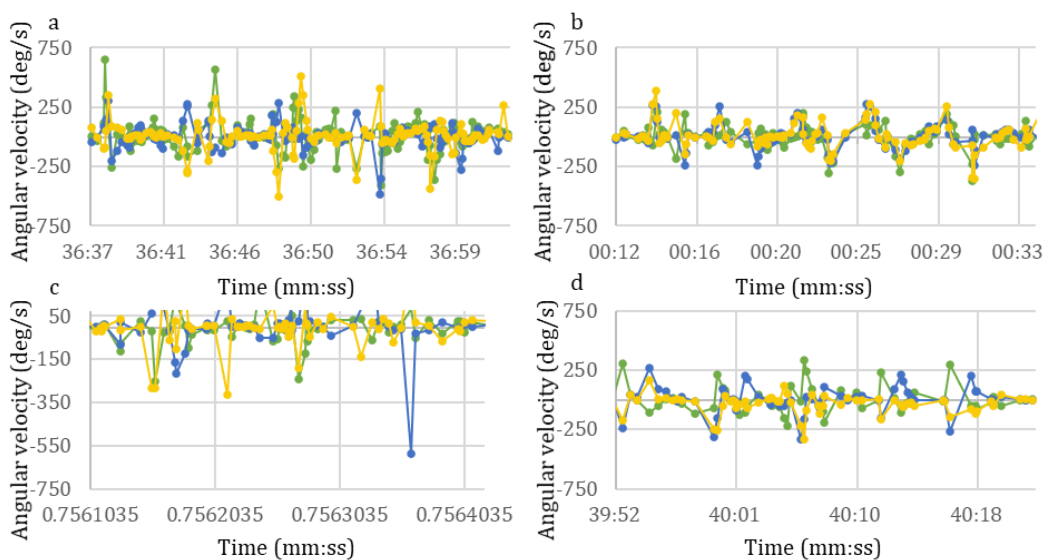 a
Angular velocity (deg/s)
750
250
-250
-750
36:37 36:41 36:46 36:50 36:54 36:59
Time (mm:ss)
b
Angular velocity (deg/s)
750
250
-250
-750
00:12 00:16 00:20 00:25 00:29 00:33
Time (mm:ss)
c
Angular velocity (deg/s)
50
-150
-350
-550
-750
0.7561035 0.7562035 0.7563035 0.7564035
Time (mm:ss)
d
Angular velocity (deg/s)
750
250
-250
-750
39:52 40:01 40:10 40:18
Time (mm:ss)